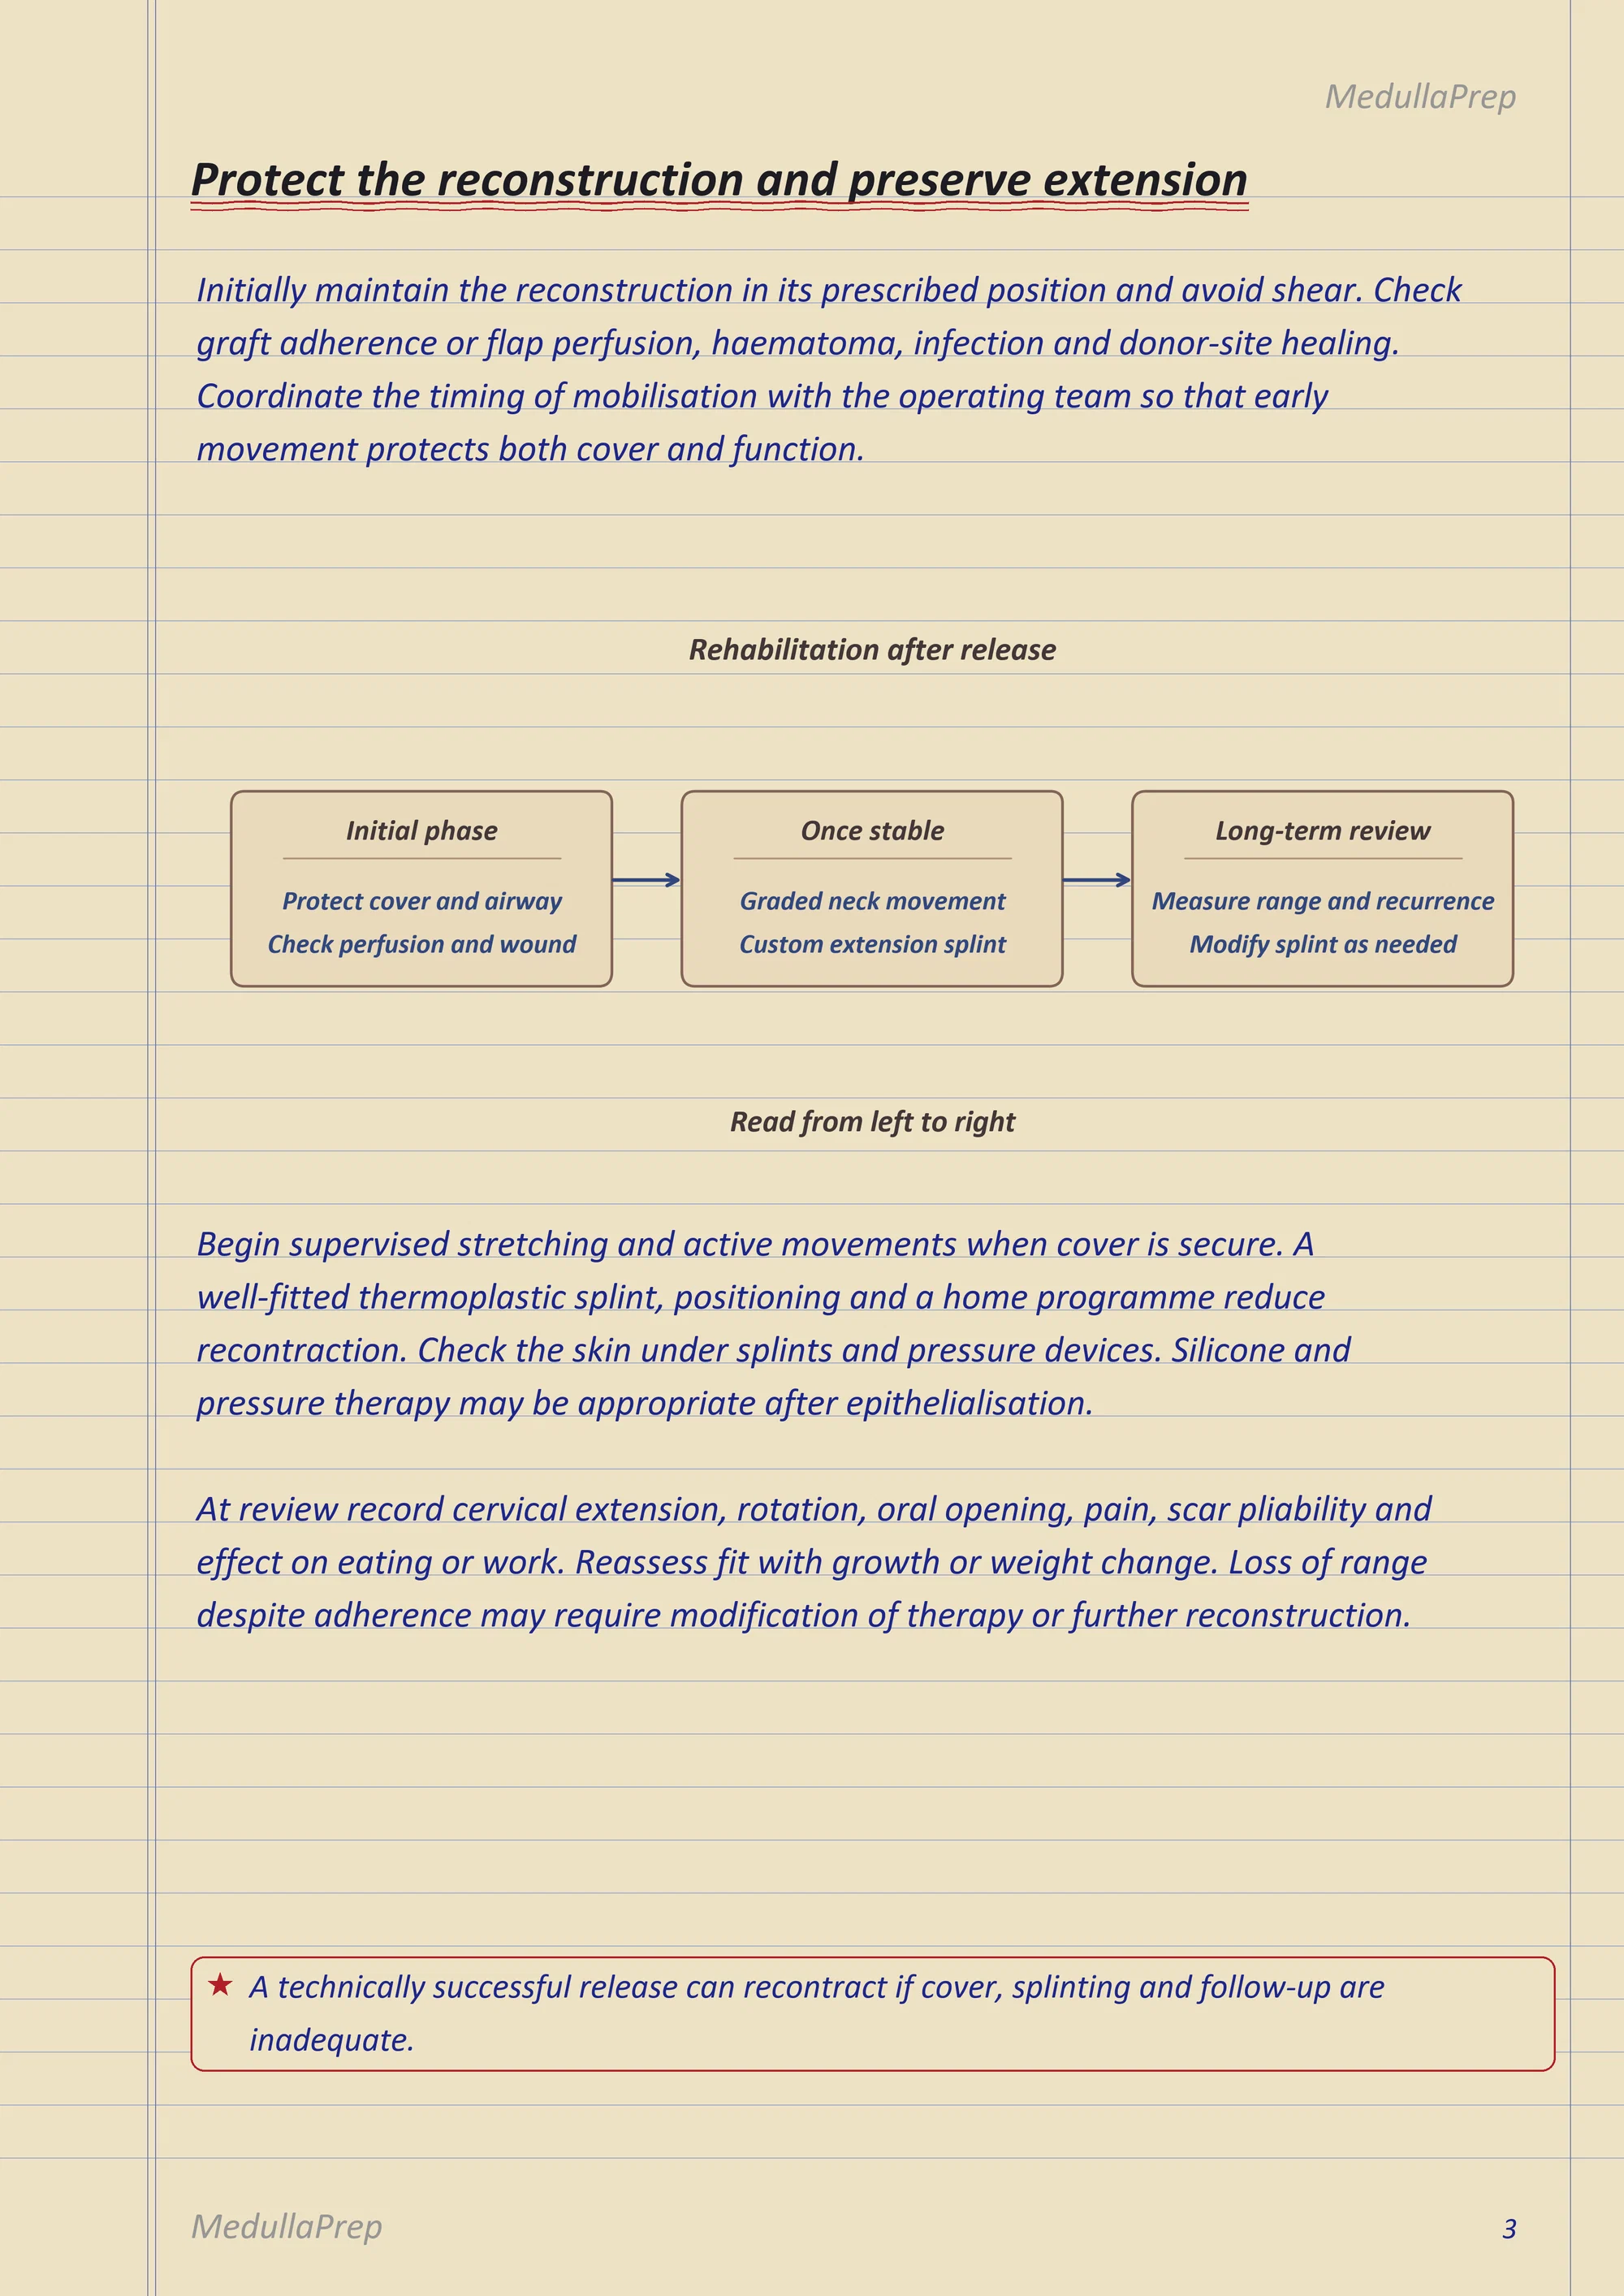 MedullaPrep
Protect the reconstruction and preserve extension
Initially maintain the reconstruction in its prescribed position and avoid shear. Check
graft adherence or flap perfusion, haematoma, infection and donor-site healing.
Coordinate the timing of mobilisation with the operating team so that early
movement protects both cover and function.
Rehabilitation after release
Initial phase
Protect cover and airway
Check perfusion and wound
Once stable
Graded neck movement
Custom extension splint
Long-term review
Measure range and recurrence
Modify splint as needed
Read from left to right
Begin supervised stretching and active movements when cover is secure. A
well-fitted thermoplastic splint, positioning and a home programme reduce
recontraction. Check the skin under splints and pressure devices. Silicone and
pressure therapy may be appropriate after epithelialisation.
At review record cervical extension, rotation, oral opening, pain, scar pliability and
effect on eating or work. Reassess fit with growth or weight change. Loss of range
despite adherence may require modification of therapy or further reconstruction.
★ A technically successful release can recontract if cover, splinting and follow-up are
inadequate.
MedullaPrep
3